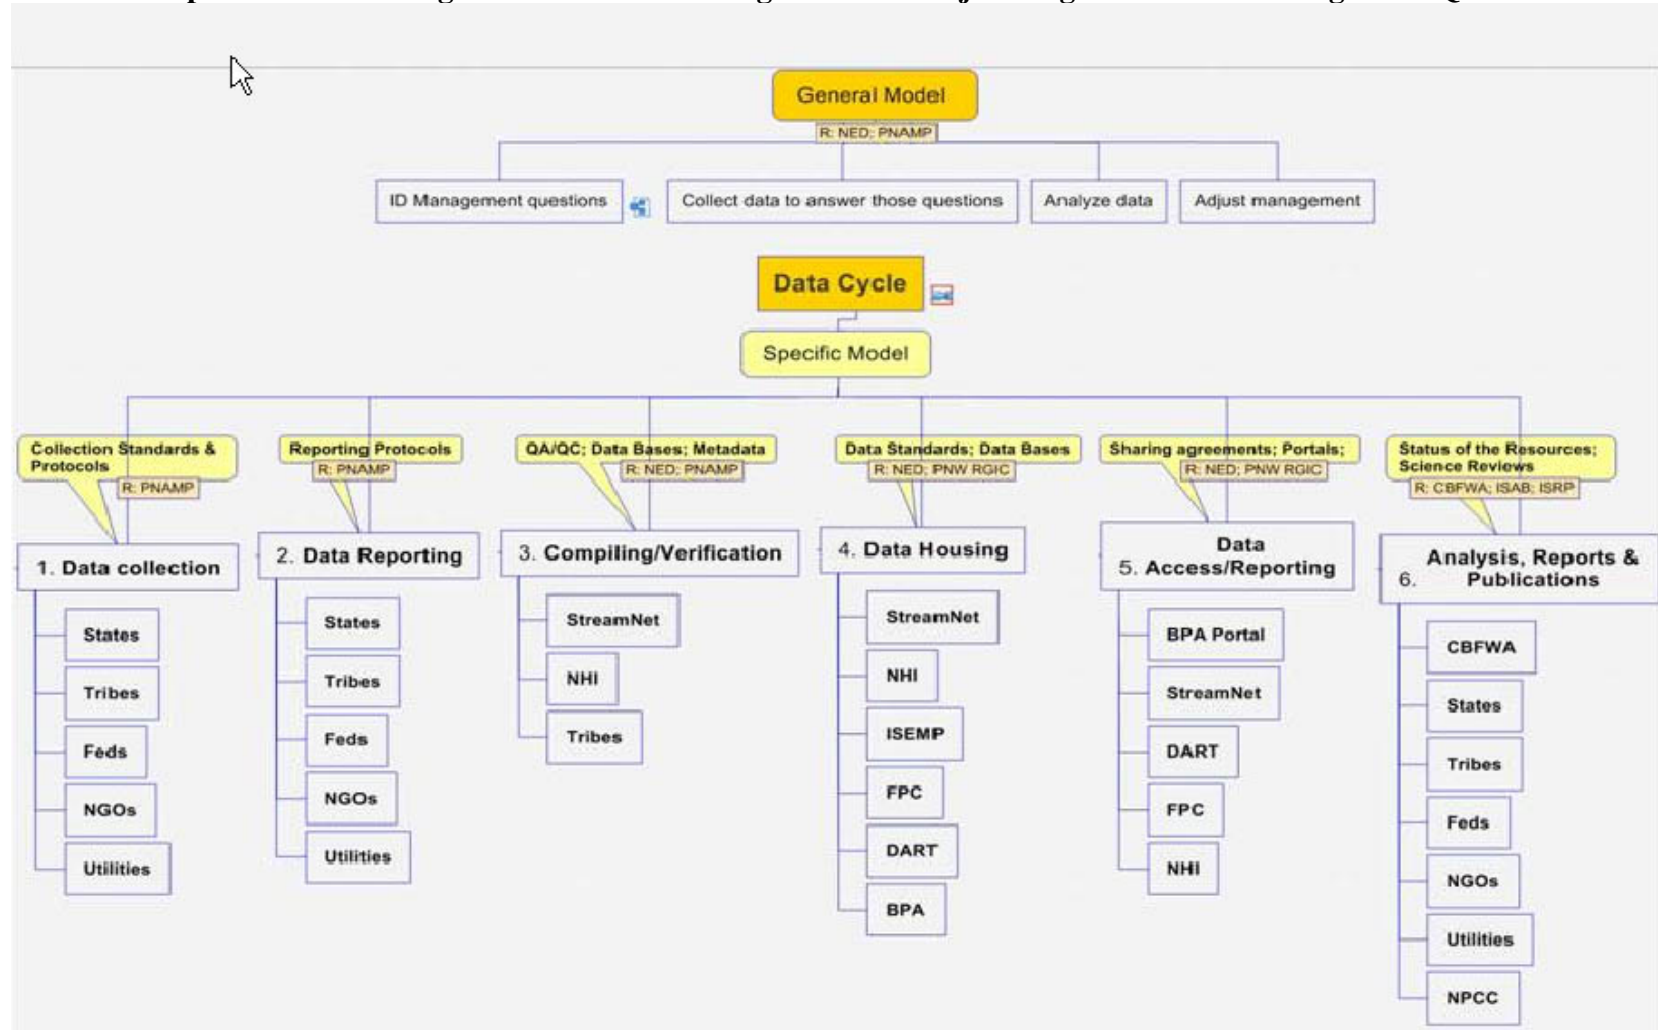 General Model
R: NED; PNAMP
ID Management questions
Collect data to answer those questions
Analyze data
Adjust management
Data Cycle
Specific Model
Collection Standards &
Protocols
R: PNAMP
1. Data collection
States
Tribes
Feds
NGOs
Utilities
Reporting Protocols
R: PNAMP
2. Data Reporting
States
Tribes
Feds
NGOs
Utilities
QA/QC; Data Bases; Metadata
R: NED; PNAMP
3. Compiling/Verification
StreamNet
NHI
Tribes
Data Standards; Data Bases
R: NED; PNW RGIC
4. Data Housing
StreamNet
NHI
ISEMP
FPC
DART
BPA
Sharing agreements; Portals;
R: NED; PNW RGIC
Data
5. Access/Reporting
BPA Portal
StreamNet
DART
FPC
NHI
Status of the Resources;
Science Reviews
R: CBFWA; ISAB; ISRP
Analysis, Reports &
6. Publications
CBFWA
States
Tribes
Feds
NGOs
Utilities
NPCC